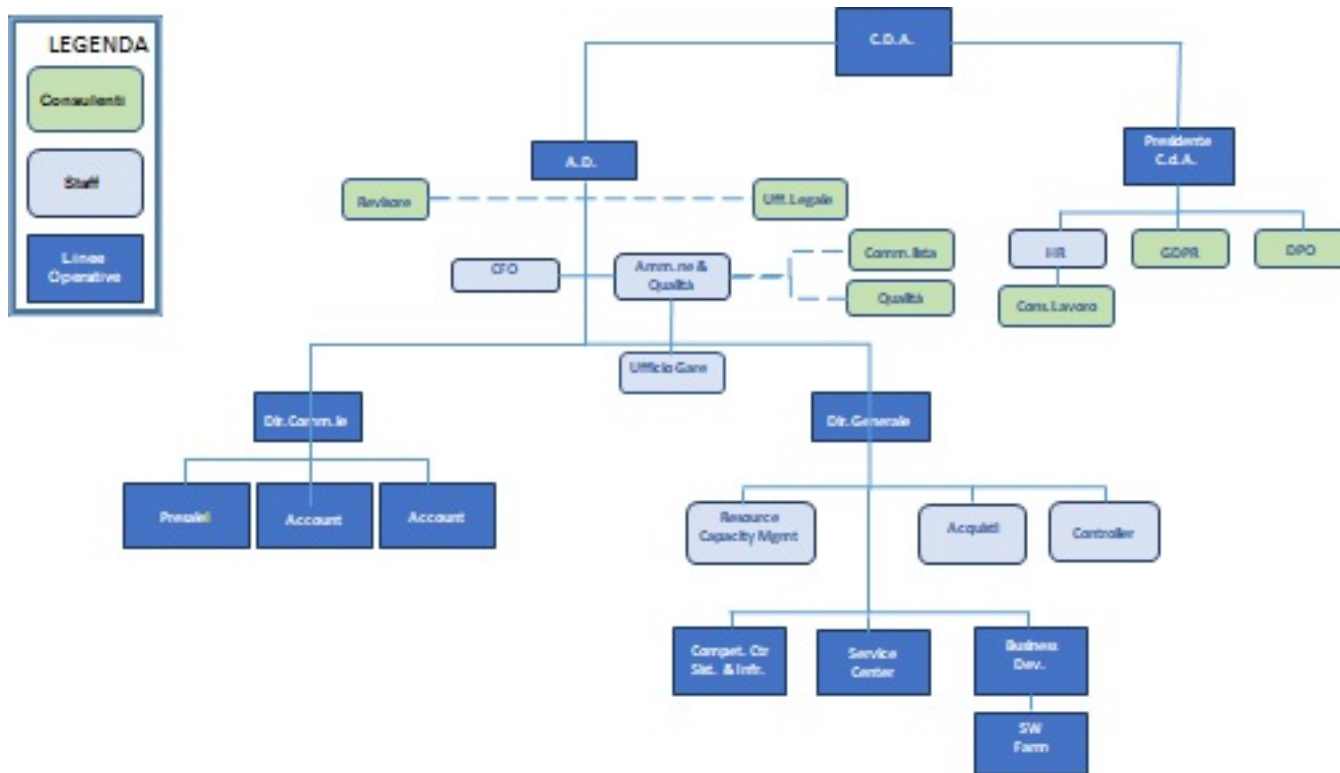 LEGENDA
Consulenti
Staff
Linee
Operative
C.D.A.
A.D.
Presidente
C.d.A.
Revisore
Uff.Legale
CFO
Amm.ne &
Qualità
Comm.lista
Qualità
HR
GDPR
DPO
Cons.Lavoro
Ufficio Gare
Dir.Comm.le
Dir.Generale
Presales
Account
Account
Resource
Capacity Mgmt
Acquisti
Controller
Compet. Ctr
Sist. & Infr.
Service
Center
Business
Dev.
SW
Farm